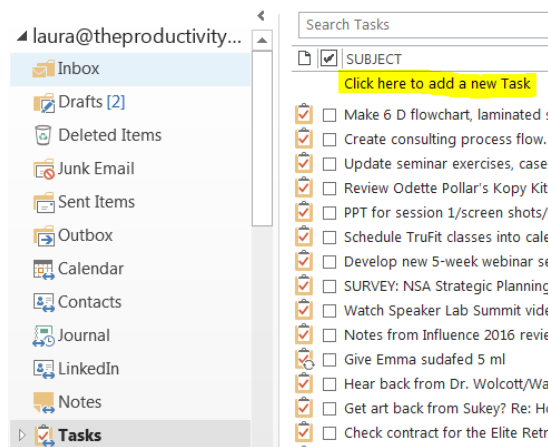 laura@theproductivity...
Inbox
Drafts [2]
Deleted Items
Junk Email
Sent Items
Outbox
Calendar
Contacts
Journal
LinkedIn
Notes
Tasks
Search Tasks
SUBJECT
Click here to add a new Task
Make 6 D flowchart, laminated
Create consulting process flow.
Update seminar exercises, case
Review Odette Pollar's Kopy Kit
PPT for session 1/screen shots/
Schedule TruFit classes into cale
Develop new 5-week webinar se
SURVEY: NSA Strategic Planning
Watch Speaker Lab Summit vide
Notes from Influence 2016 revie
Give Emma sudafed 5 ml
Hear back from Dr. Wolcott/Wa
Get art back from Sukey? Re: Ho
Check contract for the Elite Retr